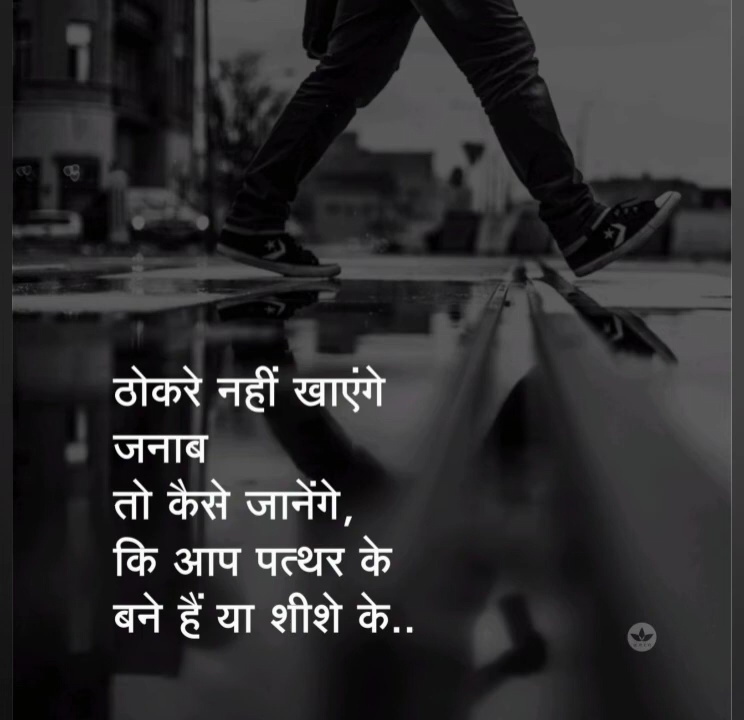 ठोकरे नहीं खाएंगे
जनाब
तो कैसे जानेंगे,
कि आप पत्थर के
बने हैं या शीशे के..